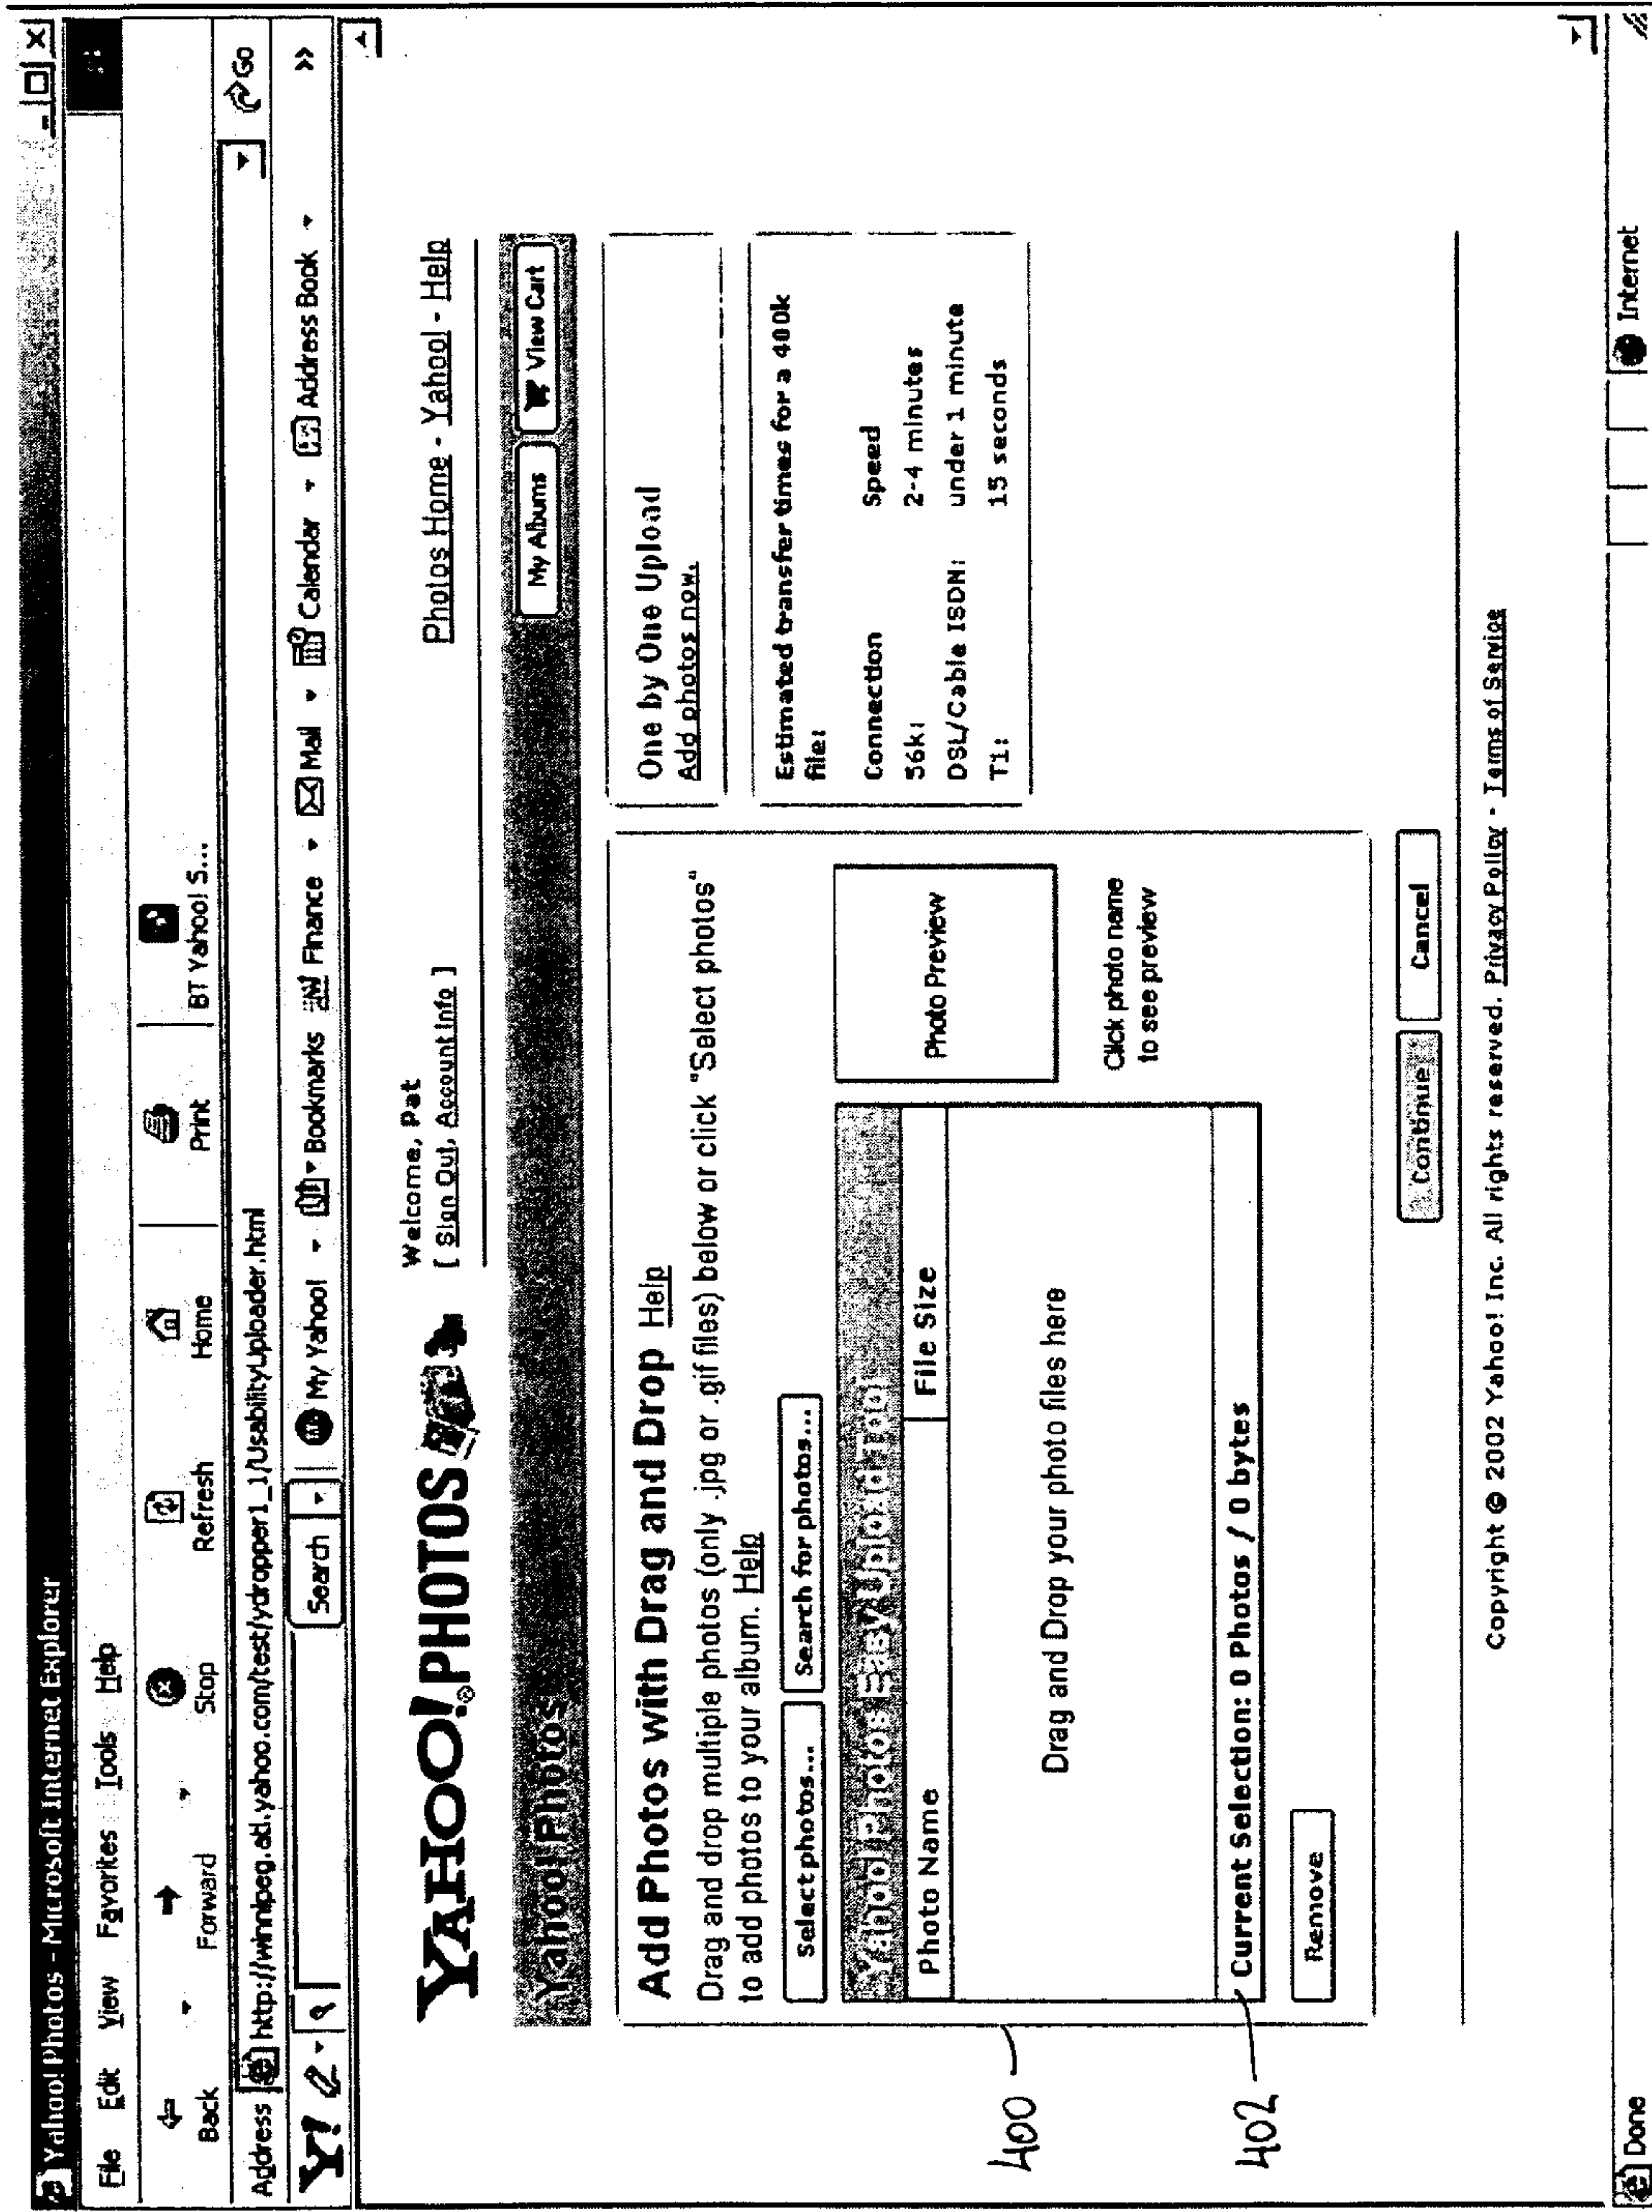 Yahoo! Photos - Microsoft Internet Explorer
File Edit View Favorites Tools Help
Back Forward Stop Refresh Home Print BT Yahoo! S...
Address http://winnipeg.atl.yahoo.com/test/ydropper1_1/UsabilityUploader.html Go
Y! Search My Yahoo! Bookmarks Finance Mail Calendar Address Book »
YAHOO!® PHOTOS
Welcome, Pat
[ Sign Out, Account Info ]
Photos Home - Yahoo! - Help
Yahoo! Photos
My Albums View Cart
Add Photos with Drag and Drop Help
Drag and drop multiple photos (only .jpg or .gif files) below or click "Select photos"
to add photos to your album. Help
Select photos... Search for photos...
Yahoo! Photos Easy Upload Tool
Photo Name File Size
Drag and Drop your photo files here
Current Selection: 0 Photos / 0 bytes
Remove
Photo Preview
Click photo name
to see preview
One by One Upload
Add photos now.
Estimated transfer times for a 400k
file:
Connection Speed
56k: 2-4 minutes
DSL/Cable ISDN: under 1 minute
T1: 15 seconds
400
402
Continue Cancel
Copyright © 2002 Yahoo! Inc. All rights reserved. Privacy Policy - Terms of Service
Done Internet